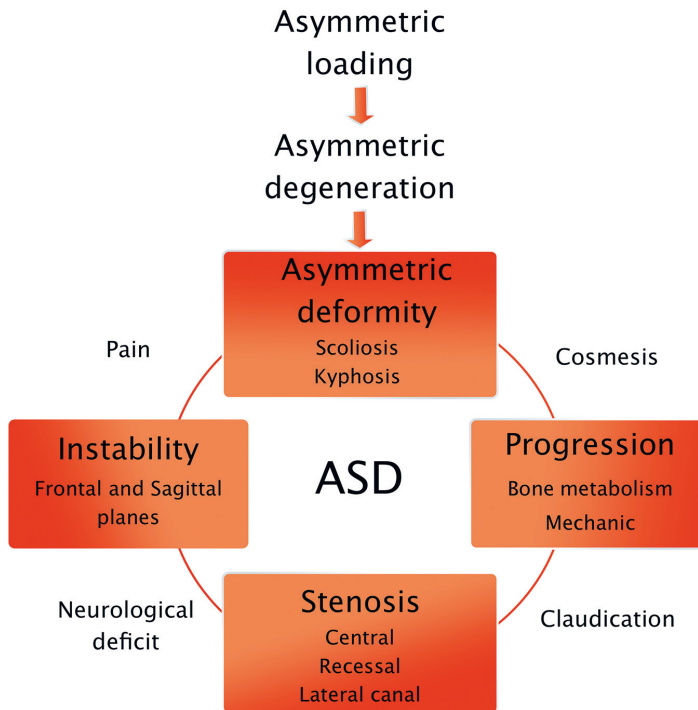 Asymmetric
loading
Asymmetric
degeneration
Asymmetric
deformity
Scoliosis
Kyphosis
Pain
Cosmesis
Instability
Frontal and Sagittal
planes
ASD
Progression
Bone metabolism
Mechanic
Neurological
deficit
Stenosis
Central
Recessal
Lateral canal
Claudication